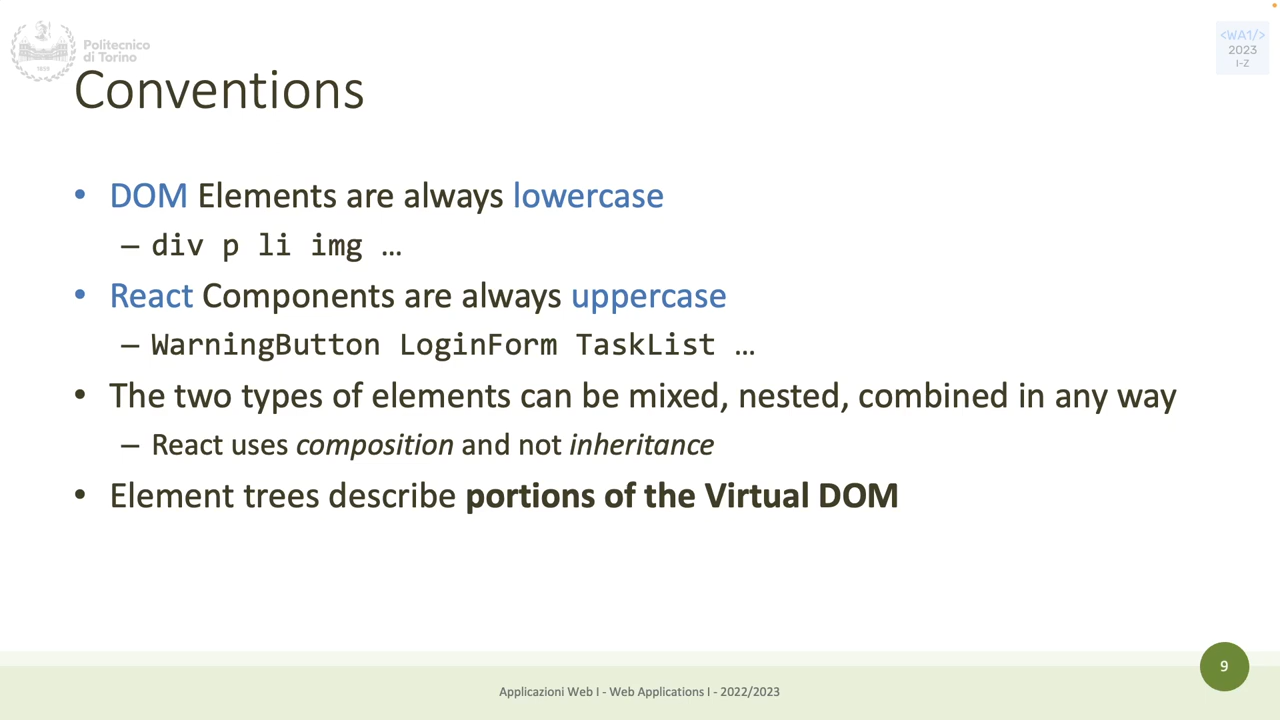 Politecnico
di Torino
1859
<WA1/>
2023
I-Z
Conventions
• DOM Elements are always lowercase
– div p li img …
• React Components are always uppercase
– WarningButton LoginForm TaskList …
• The two types of elements can be mixed, nested, combined in any way
– React uses composition and not inheritance
• Element trees describe portions of the Virtual DOM
9
Applicazioni Web I - Web Applications I - 2022/2023